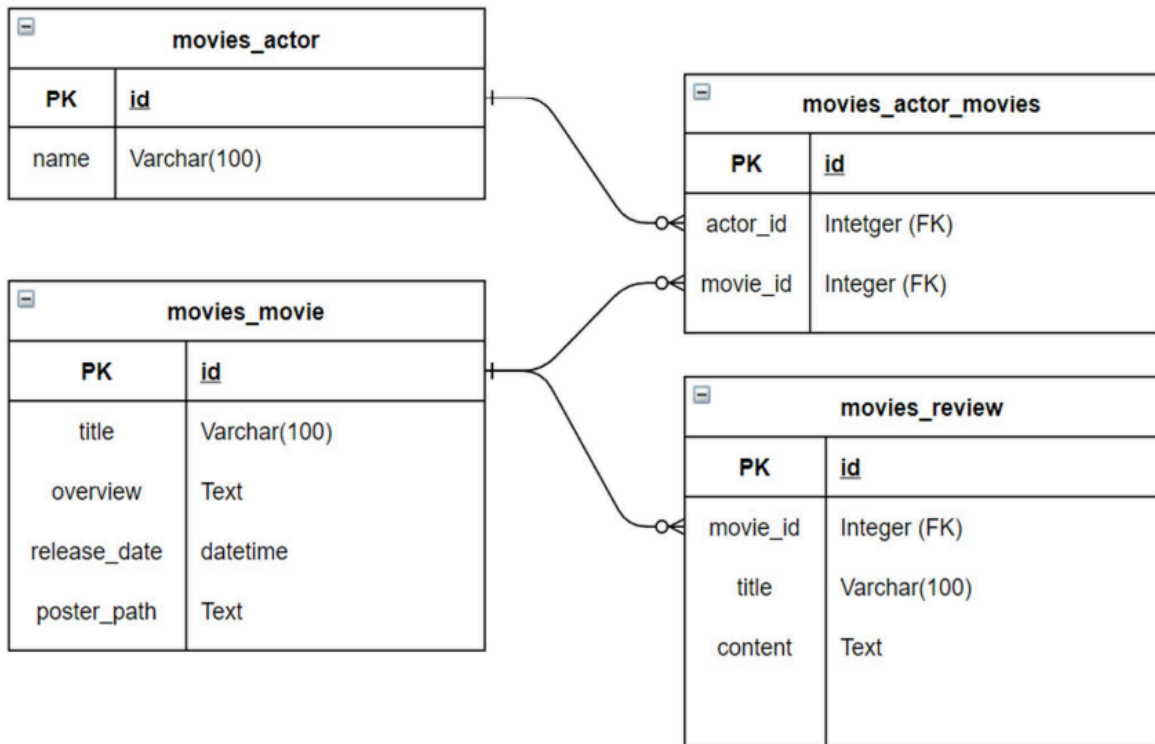 movies_actor
PK id
name Varchar(100)
movies_movie
PK id
title Varchar(100)
overview Text
release_date datetime
poster_path Text
movies_actor_movies
PK id
actor_id Intetger (FK)
movie_id Integer (FK)
movies_review
PK id
movie_id Integer (FK)
title Varchar(100)
content Text